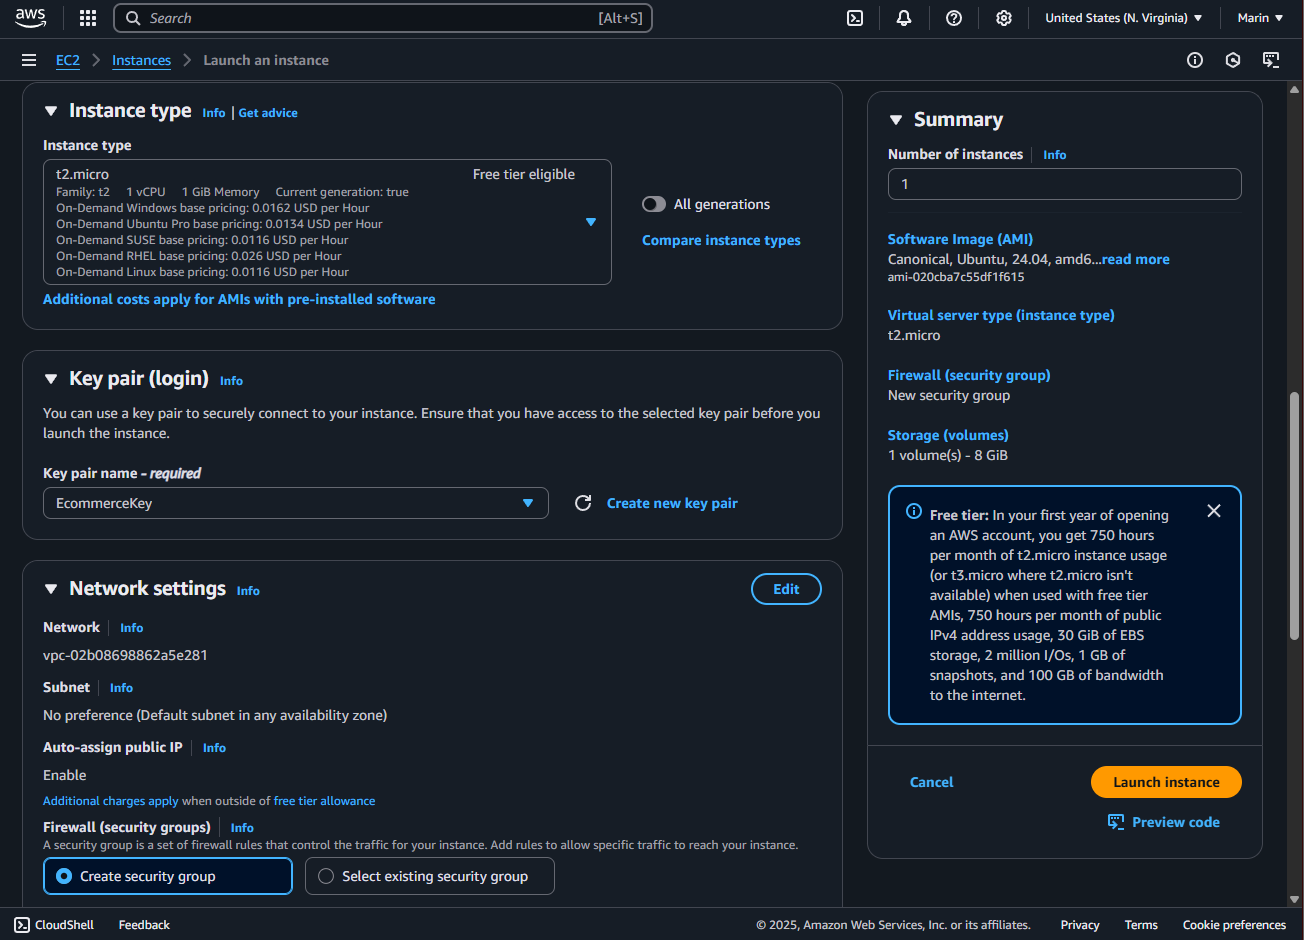 aws
Search [Alt+S]
United States (N. Virginia)
Marin
EC2
Instances
Launch an instance
Instance type Info | Get advice
Instance type
t2.micro Free tier eligible
Family: t2 1 vCPU 1 GiB Memory Current generation: true
On-Demand Windows base pricing: 0.0162 USD per Hour
On-Demand Ubuntu Pro base pricing: 0.0134 USD per Hour
On-Demand SUSE base pricing: 0.0116 USD per Hour
On-Demand RHEL base pricing: 0.026 USD per Hour
On-Demand Linux base pricing: 0.0116 USD per Hour
All generations
Compare instance types
Additional costs apply for AMIs with pre-installed software
Key pair (login) Info
You can use a key pair to securely connect to your instance. Ensure that you have access to the selected key pair before you
launch the instance.
Key pair name - required
EcommerceKey
Create new key pair
Network settings Info
Edit
Network Info
vpc-02b08698862a5e281
Subnet Info
No preference (Default subnet in any availability zone)
Auto-assign public IP Info
Enable
Additional charges apply when outside of free tier allowance
Firewall (security groups) Info
A security group is a set of firewall rules that control the traffic for your instance. Add rules to allow specific traffic to reach your instance.
Create security group
Select existing security group
Summary
Number of instances Info
1
Software Image (AMI)
Canonical, Ubuntu, 24.04, amd6...read more
ami-020cba7c55df1f615
Virtual server type (instance type)
t2.micro
Firewall (security group)
New security group
Storage (volumes)
1 volume(s) - 8 GiB
Free tier: In your first year of opening
an AWS account, you get 750 hours
per month of t2.micro instance usage
(or t3.micro where t2.micro isn't
available) when used with free tier
AMIs, 750 hours per month of public
IPv4 address usage, 30 GiB of EBS
storage, 2 million I/Os, 1 GB of
snapshots, and 100 GB of bandwidth
to the internet.
Cancel
Launch instance
Preview code
CloudShell
Feedback
© 2025, Amazon Web Services, Inc. or its affiliates.
Privacy
Terms
Cookie preferences